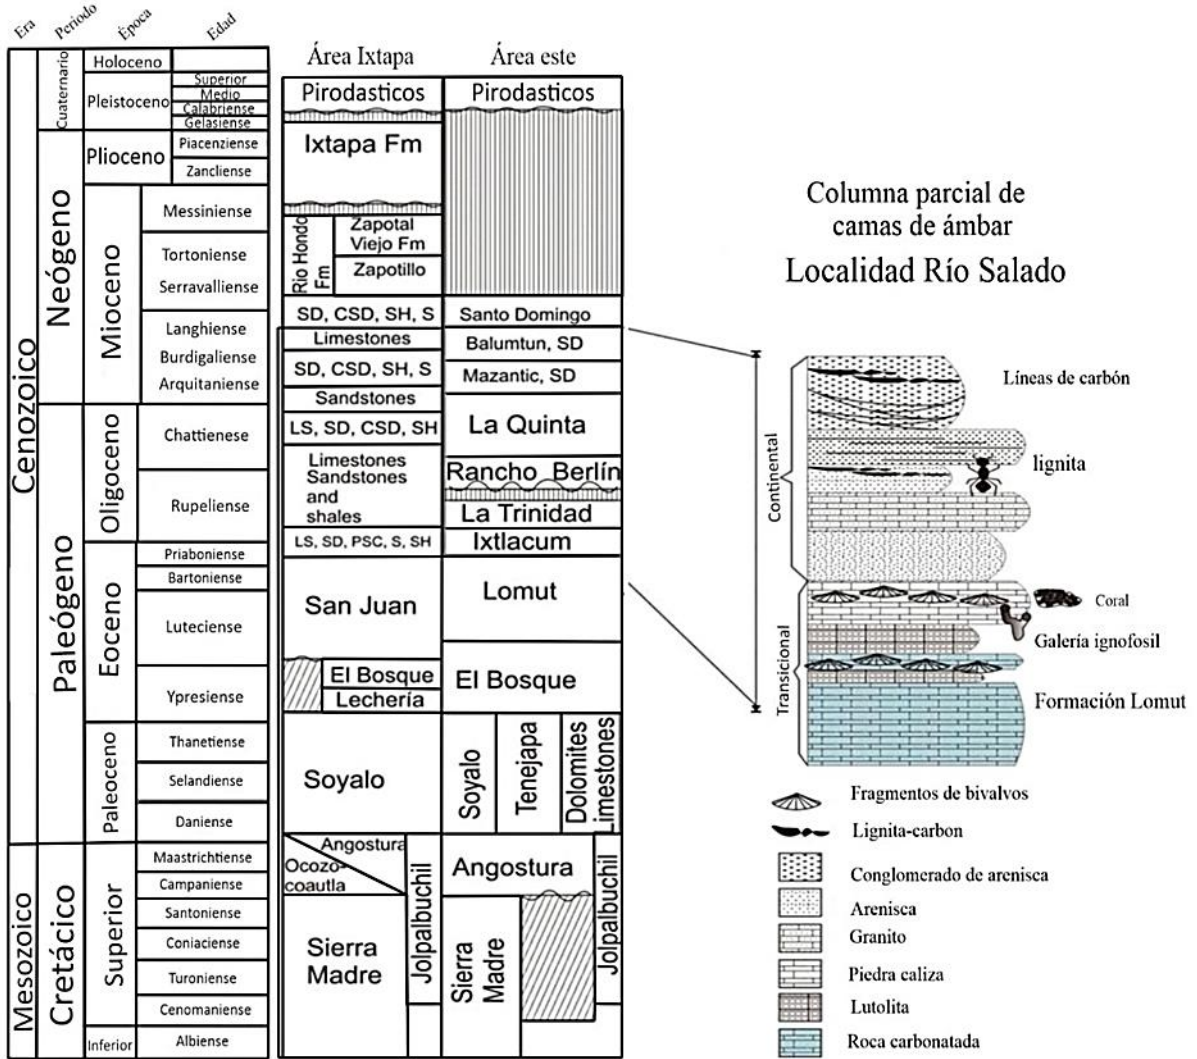 Era
Periodo
Época
Edad
Cenozoico
Mesozoico
Cuaternario
Neógeno
Paleógeno
Cretácico
Holoceno
Pleistoceno
Plioceno
Mioceno
Oligoceno
Eoceno
Paleoceno
Superior
Inferior
Superior
Medio
Calabriense
Gelasiense
Piacenziense
Zancliense
Messiniense
Tortoniense
Serravalliense
Langhiense
Burdigaliense
Arquitaniense
Chattienese
Rupeliense
Priaboniense
Bartoniense
Luteciense
Ypresiense
Thanetiense
Selandiense
Daniense
Maastrichtiense
Campaniense
Santoniense
Coniaciense
Turoniense
Cenomaniense
Albiense
Área Ixtapa
Pirodasticos
Ixtapa Fm
Rio Hondo
Fm
Zapotal
Viejo Fm
Zapotillo
SD, CSD, SH, S
Limestones
SD, CSD, SH, S
Sandstones
LS, SD, CSD, SH
Limestones
Sandstones
and
shales
LS, SD, PSC, S, SH
San Juan
El Bosque
Lechería
Soyalo
Angostura
Ocozo-
coautla
Jolpalbuchil
Sierra
Madre
Área este
Pirodasticos
Santo Domingo
Balumtun, SD
Mazantic, SD
La Quinta
Rancho Berlín
La Trinidad
Ixtlacum
Lomut
El Bosque
Soyalo
Tenejapa
Dolomites
Limestones
Angostura
Sierra
Madre
Jolpalbuchil
Columna parcial de
camas de ámbar
Localidad Río Salado
Continental
Transicional
Líneas de carbón
lignita
Coral
Galería ignofosil
Formación Lomut
Fragmentos de bivalvos
Lignita-carbon
Conglomerado de arenisca
Arenisca
Granito
Piedra caliza
Lutolita
Roca carbonatada